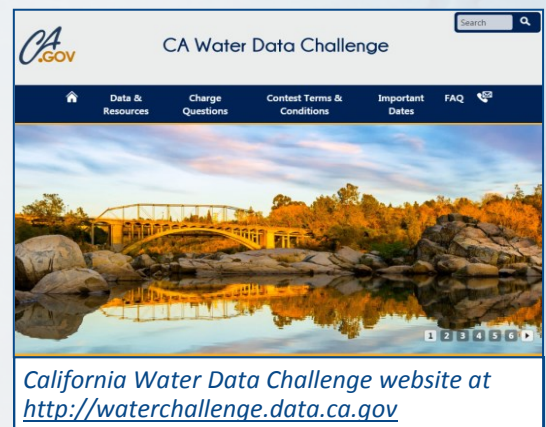 Search
CA
.GOV
CA Water Data Challenge
Data &
Resources
Charge
Questions
Contest Terms &
Conditions
Important
Dates
FAQ
1 2 3 4 5 6
California Water Data Challenge website at
http://waterchallenge.data.ca.gov